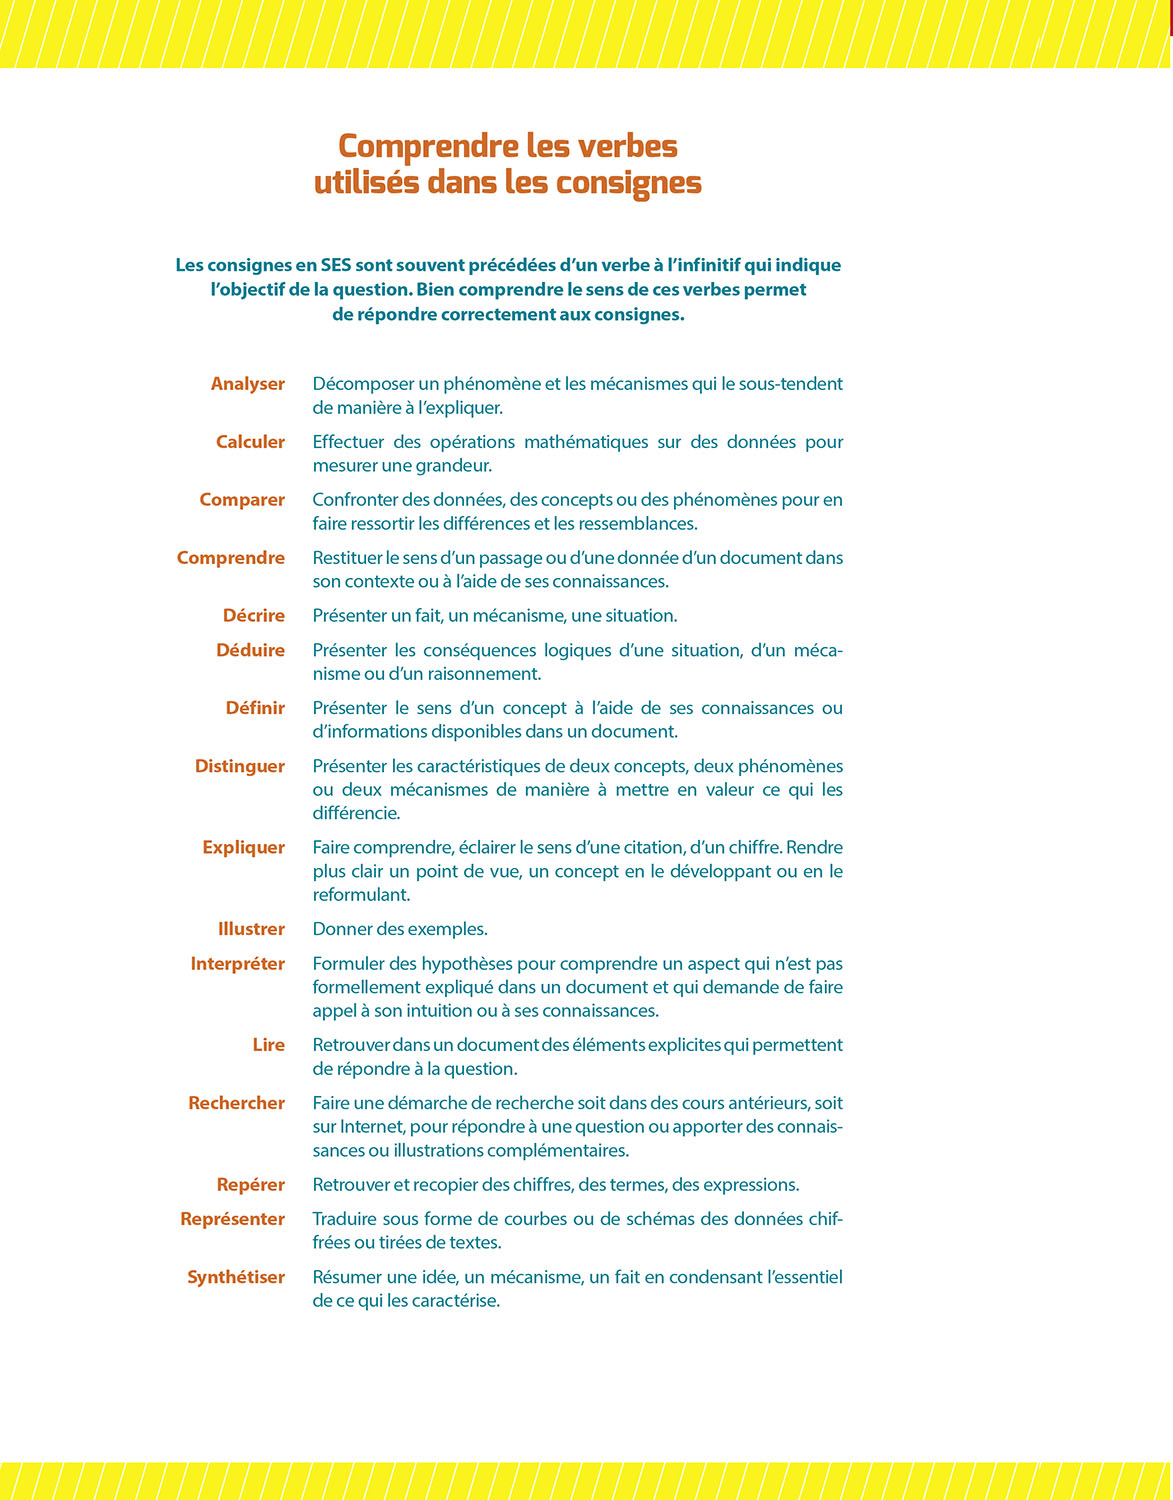 Comprendre les verbes
utilisés dans les consignes
Les consignes en SES sont souvent précédées d’un verbe à l’infinitif qui indique
l’objectif de la question. Bien comprendre le sens de ces verbes permet
de répondre correctement aux consignes.
Analyser Décomposer un phénomène et les mécanismes qui le sous-tendent
de manière à l’expliquer.
Calculer Effectuer des opérations mathématiques sur des données pour
mesurer une grandeur.
Comparer Confronter des données, des concepts ou des phénomènes pour en
faire ressortir les différences et les ressemblances.
Comprendre Restituer le sens d’un passage ou d’une donnée d’un document dans
son contexte ou à l’aide de ses connaissances.
Décrire Présenter un fait, un mécanisme, une situation.
Déduire Présenter les conséquences logiques d’une situation, d’un méca-
nisme ou d’un raisonnement.
Définir Présenter le sens d’un concept à l’aide de ses connaissances ou
d’informations disponibles dans un document.
Distinguer Présenter les caractéristiques de deux concepts, deux phénomènes
ou deux mécanismes de manière à mettre en valeur ce qui les
différencie.
Expliquer Faire comprendre, éclairer le sens d’une citation, d’un chiffre. Rendre
plus clair un point de vue, un concept en le développant ou en le
reformulant.
Illustrer Donner des exemples.
Interpréter Formuler des hypothèses pour comprendre un aspect qui n’est pas
formellement expliqué dans un document et qui demande de faire
appel à son intuition ou à ses connaissances.
Lire Retrouver dans un document des éléments explicites qui permettent
de répondre à la question.
Rechercher Faire une démarche de recherche soit dans des cours antérieurs, soit
sur Internet, pour répondre à une question ou apporter des connais-
sances ou illustrations complémentaires.
Repérer Retrouver et recopier des chiffres, des termes, des expressions.
Représenter Traduire sous forme de courbes ou de schémas des données chif-
frées ou tirées de textes.
Synthétiser Résumer une idée, un mécanisme, un fait en condensant l’essentiel
de ce qui les caractérise.